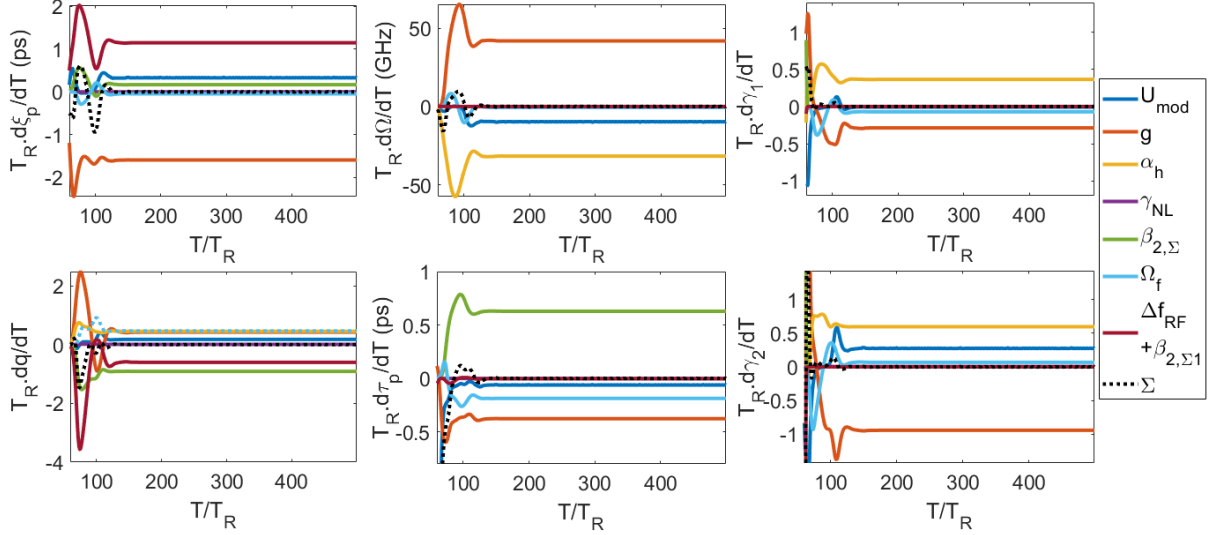 T_R.dξ_p/dT (ps)
2
1
0
-1
-2
100 200 300 400
T/T_R
T_R.dΩ/dT (GHz)
50
0
-50
100 200 300 400
T/T_R
T_R.dγ_1/dT
1
0.5
0
-0.5
-1
100 200 300 400
T/T_R
T_R.dq/dT
2
0
-2
-4
100 200 300 400
T/T_R
T_R.dτ_p/dT (ps)
1
0.5
0
-0.5
100 200 300 400
T/T_R
T_R.dγ_2/dT
1
0.5
0
-0.5
-1
100 200 300 400
T/T_R
U_mod
g
α_h
γ_NL
β_2,Σ
Ω_f
Δf_RF
+β_2,Σ1
Σ